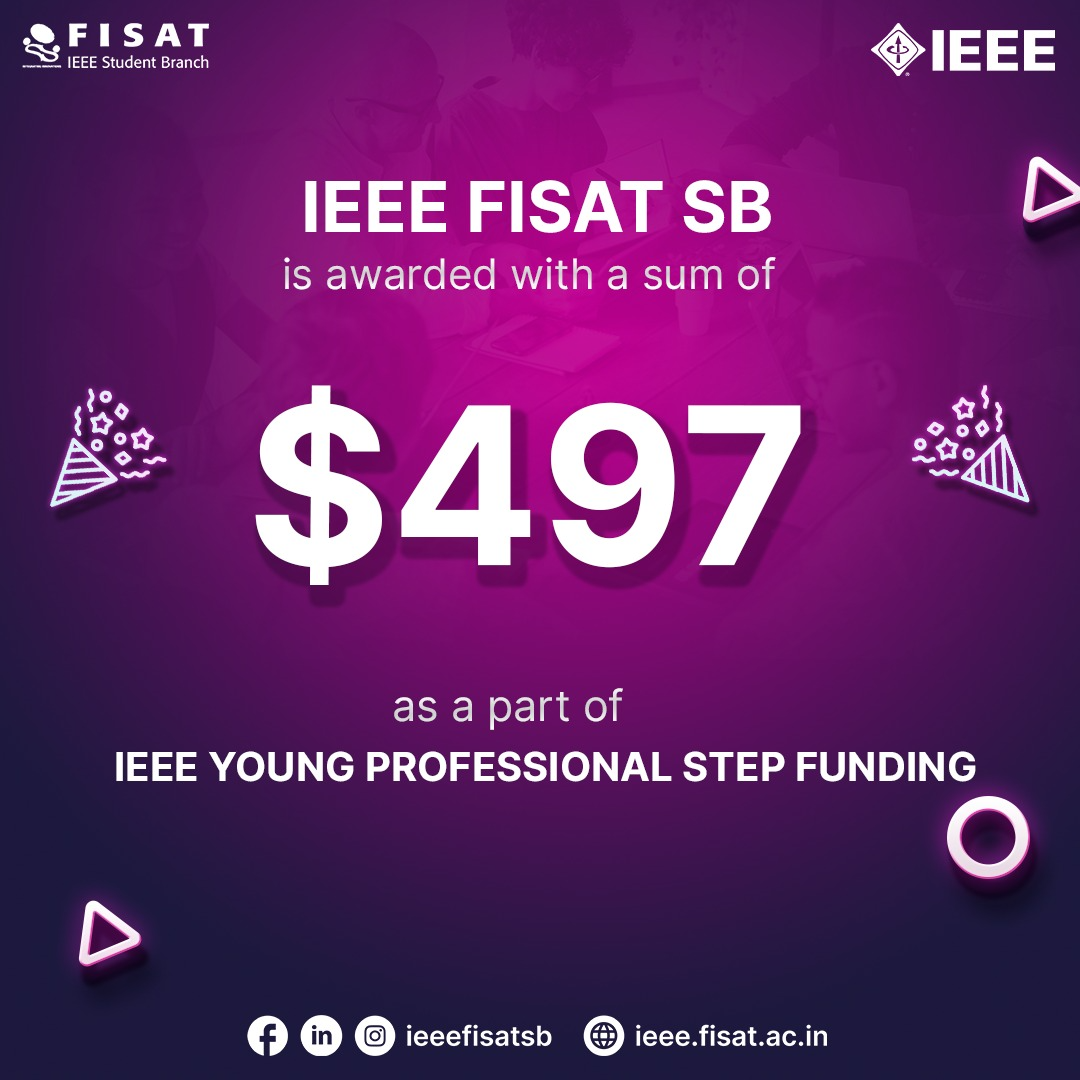 FISAT
IEEE Student Branch
IEEE
IEEE FISAT SB
is awarded with a sum of
$497
as a part of
IEEE YOUNG PROFESSIONAL STEP FUNDING
ieeefisatsb
ieee.fisat.ac.in